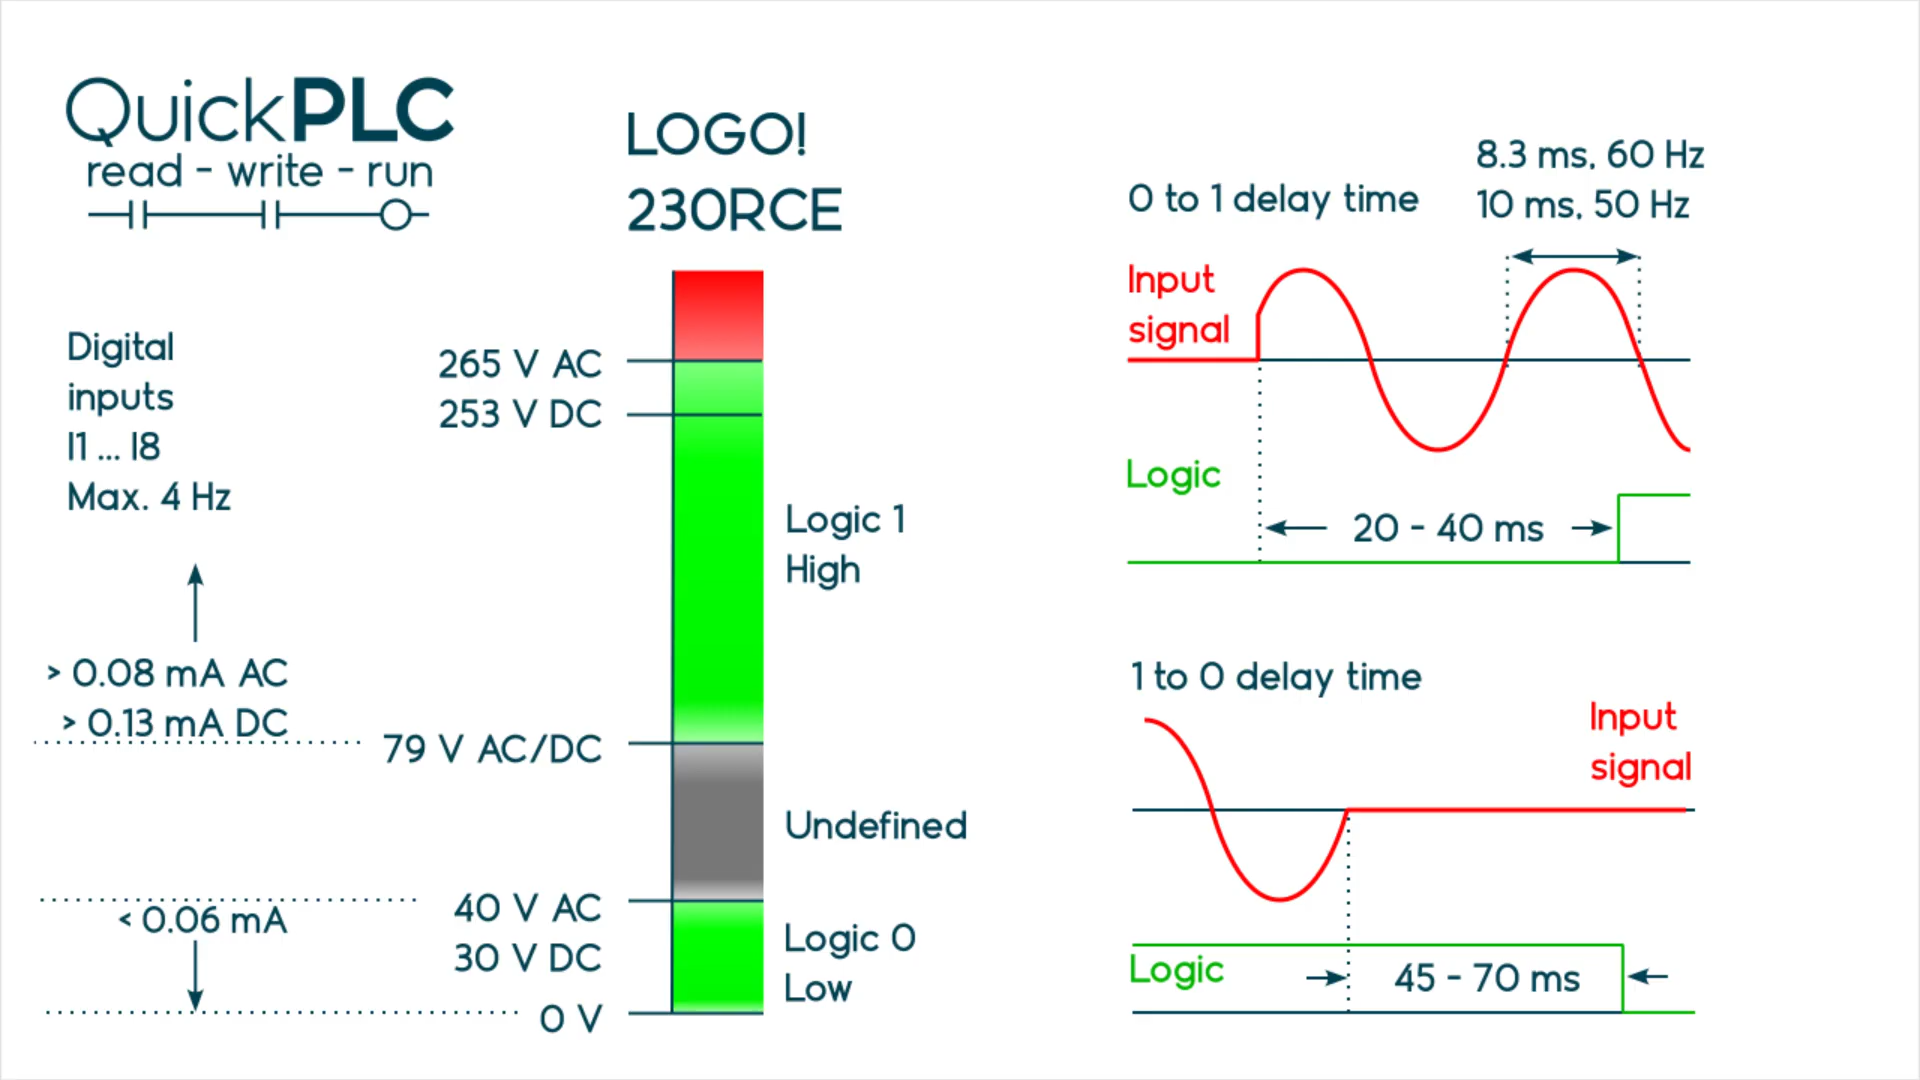 QuickPLC
read - write - run
LOGO!
230RCE
Digital
inputs
I1 ... I8
Max. 4 Hz
> 0.08 mA AC
> 0.13 mA DC
< 0.06 mA
265 V AC
253 V DC
79 V AC/DC
40 V AC
30 V DC
0 V
Logic 1
High
Undefined
Logic 0
Low
0 to 1 delay time
8.3 ms, 60 Hz
10 ms, 50 Hz
Input
signal
Logic
20 - 40 ms
1 to 0 delay time
Input
signal
Logic
45 - 70 ms